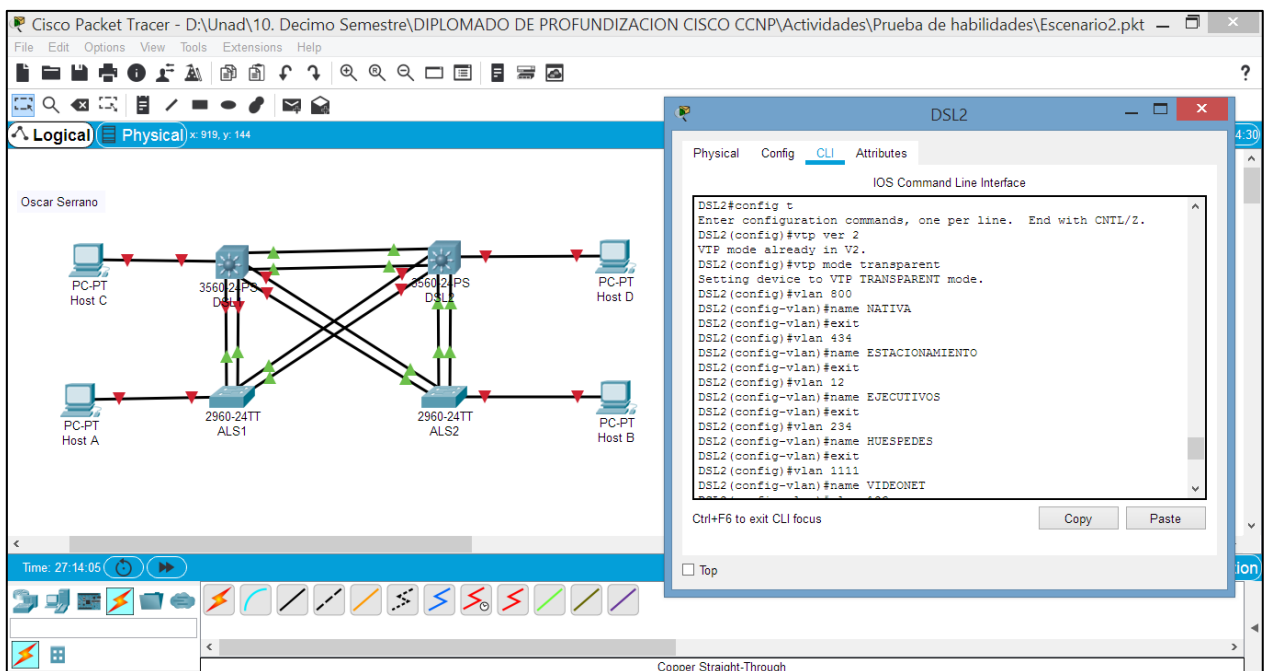 Cisco Packet Tracer - D:\Unad\10. Decimo Semestre\DIPLOMADO DE PROFUNDIZACION CISCO CCNP\Actividades\Prueba de habilidades\Escenario2.pkt
File Edit Options View Tools Extensions Help
?
Logical Physical x: 919, y: 144
4:30
Oscar Serrano
PC-PT
Host C
3560-24PS
3560-24PS
DSL2
PC-PT
Host D
PC-PT
Host A
2960-24TT
ALS1
2960-24TT
ALS2
PC-PT
Host B
DSL2
Physical Config CLI Attributes
IOS Command Line Interface
DSL2#config t
Enter configuration commands, one per line. End with CNTL/Z.
DSL2(config)#vtp ver 2
VTP mode already in V2.
DSL2(config)#vtp mode transparent
Setting device to VTP TRANSPARENT mode.
DSL2(config)#vlan 800
DSL2(config-vlan)#name NATIVA
DSL2(config-vlan)#exit
DSL2(config)#vlan 434
DSL2(config-vlan)#name ESTACIONAMIENTO
DSL2(config-vlan)#exit
DSL2(config)#vlan 12
DSL2(config-vlan)#name EJECUTIVOS
DSL2(config-vlan)#exit
DSL2(config)#vlan 234
DSL2(config-vlan)#name HUESPEDES
DSL2(config-vlan)#exit
DSL2(config)#vlan 1111
DSL2(config-vlan)#name VIDEONET
Ctrl+F6 to exit CLI focus
Copy Paste
Top
Time: 27:14:05
ion
Copper Straight-Through